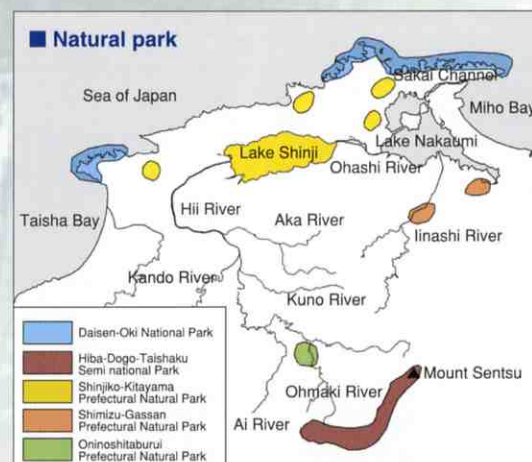 ■ Natural park
Sea of Japan
Sakai Channel
Miho Bay
Lake Nakaumi
Lake Shinji
Ohashi River
Hii River
Aka River
Taisha Bay
Iinashi River
Kando River
Kuno River
Mount Sentsu
Ohmaki River
Ai River
Daisen-Oki National Park
Hiba-Dogo-Taishaku
Semi national Park
Shinjiko-Kitayama
Prefectural Natural Park
Shimizu-Gassan
Prefectural Natural Park
Oninoshitaburui
Prefectural Natural Park